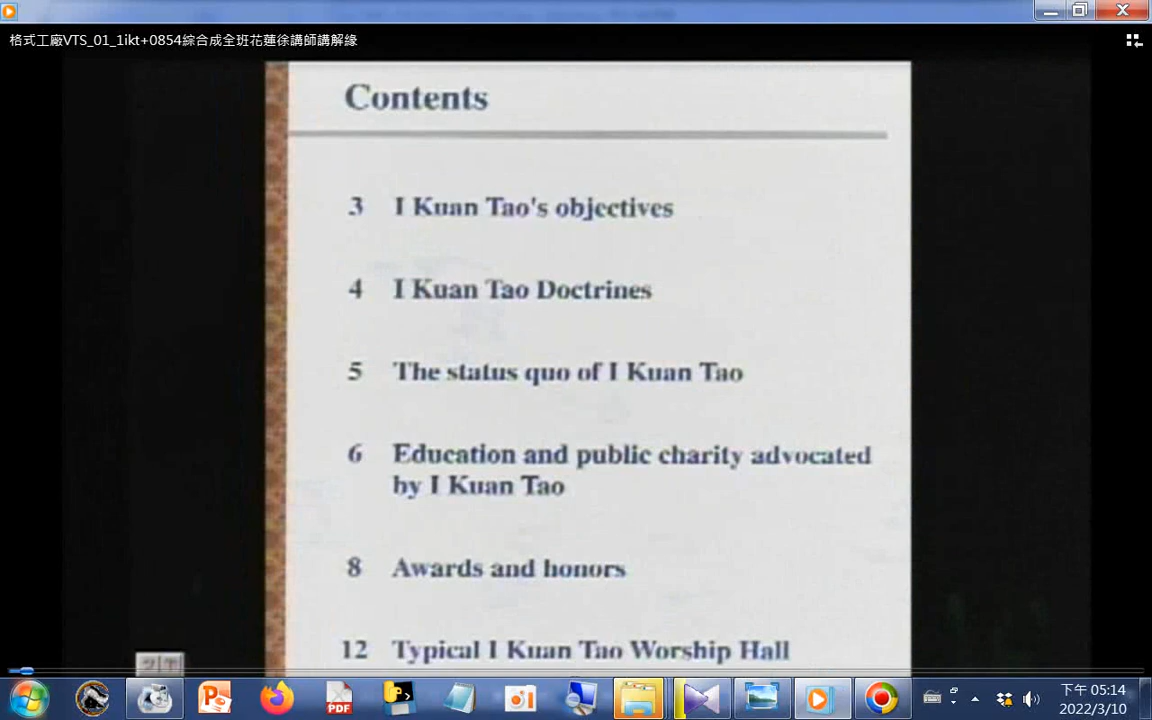 格式工廠VTS_01_1ikt+0854綜合成全班花蓮徐講師講解緣
Contents
3 I Kuan Tao's objectives
4 I Kuan Tao Doctrines
5 The status quo of I Kuan Tao
6 Education and public charity advocated
by I Kuan Tao
8 Awards and honors
12 Typical I Kuan Tao Worship Hall
PDF
下午 05:14
2022/3/10